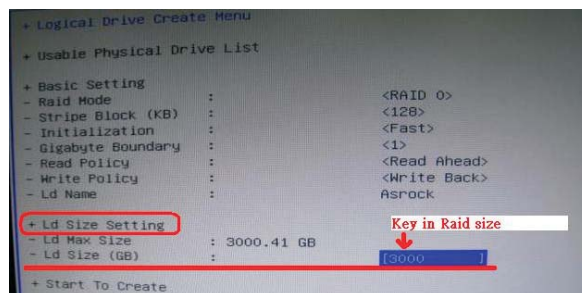 + Logical Drive Create Menu
+ Usable Physical Drive List
+ Basic Setting
- Raid Mode : <RAID 0>
- Stripe Block (KB) : <128>
- Initialization : <Fast>
- Gigabyte Boundary : <1>
- Read Policy : <Read Ahead>
- Write Policy : <Write Back>
- Ld Name : Asrock
+ Ld Size Setting
Key in Raid size
- Ld Max Size : 3000.41 GB
- Ld Size (GB) : [3000 ]
+ Start To Create